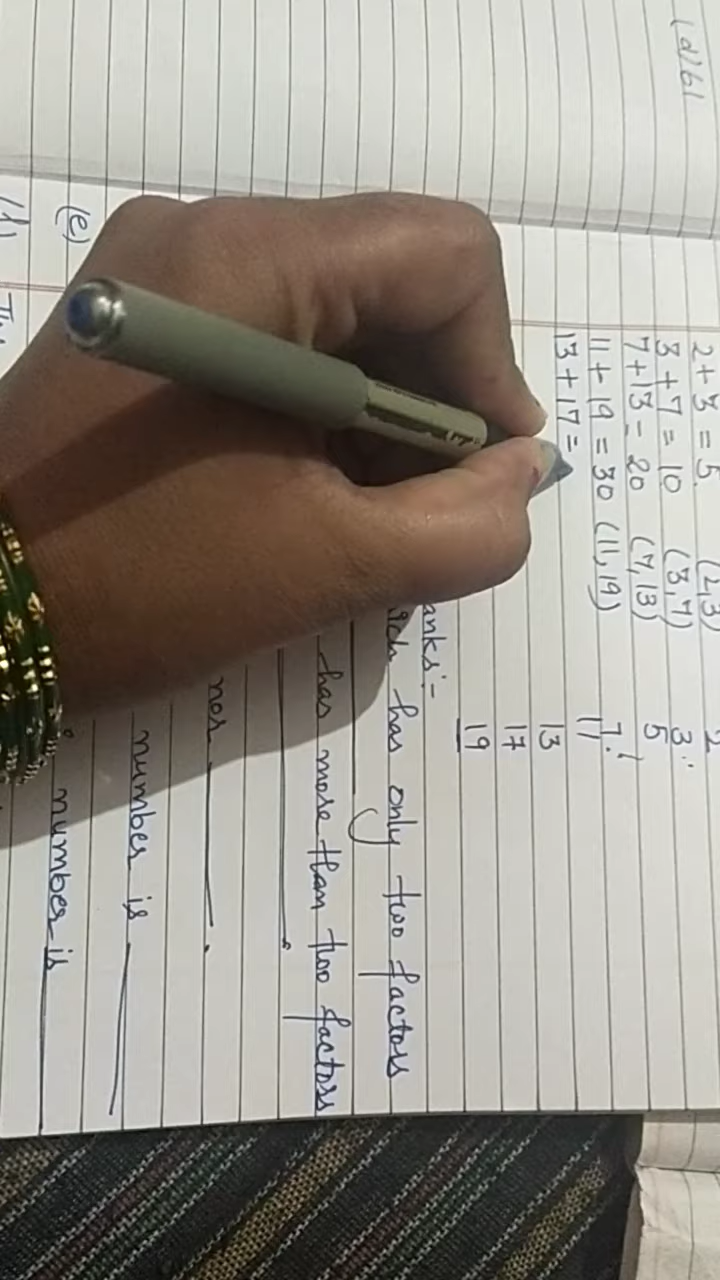 (d) 61
2 + 3 = 5 (2,3)
3 + 7 = 10 (3,7)
7 + 13 = 20 (7,13)
11 + 19 = 30 (11,19)
13 + 17 =
2
3
5
7
11
13
17
19
anks:-
has only two factors
has more than two factors
nor
number is
(e) number is